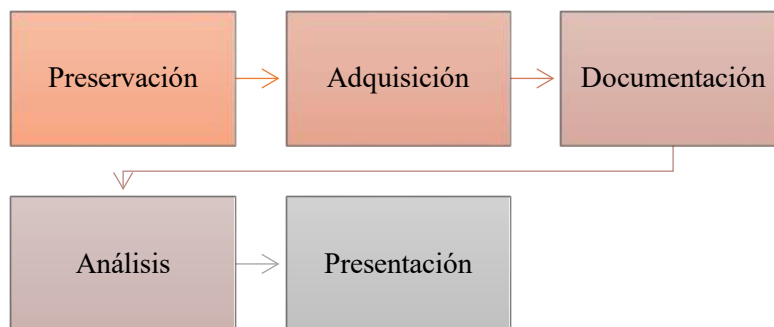 Preservación
Adquisición
Documentación
Análisis
Presentación